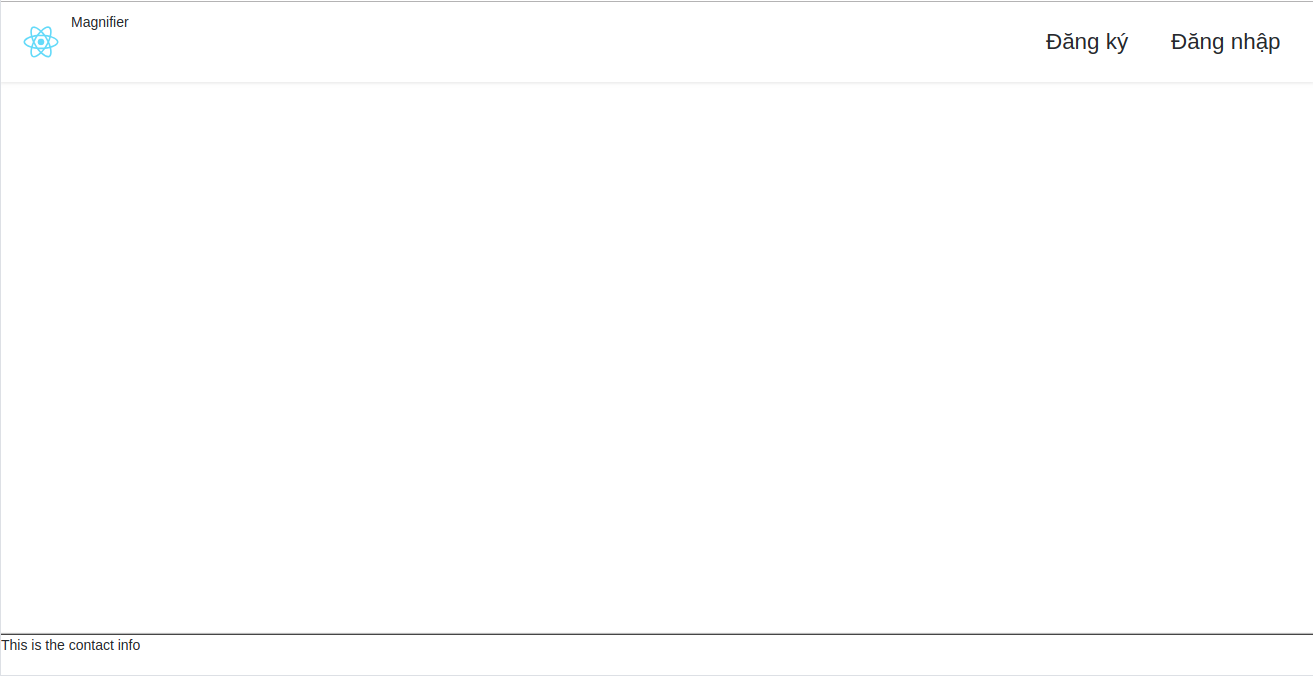 Magnifier
Đăng ký Đăng nhập
This is the contact info